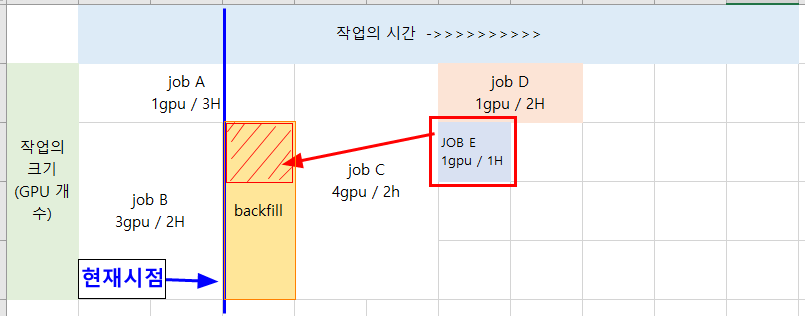 작업의 시간 ->>>>>>>>>>>
작업의
크기
(GPU 개
수)
job A
1gpu / 3H
job B
3gpu / 2H
backfill
job C
4gpu / 2h
job D
1gpu / 2H
JOB E
1gpu / 1H
현재시점